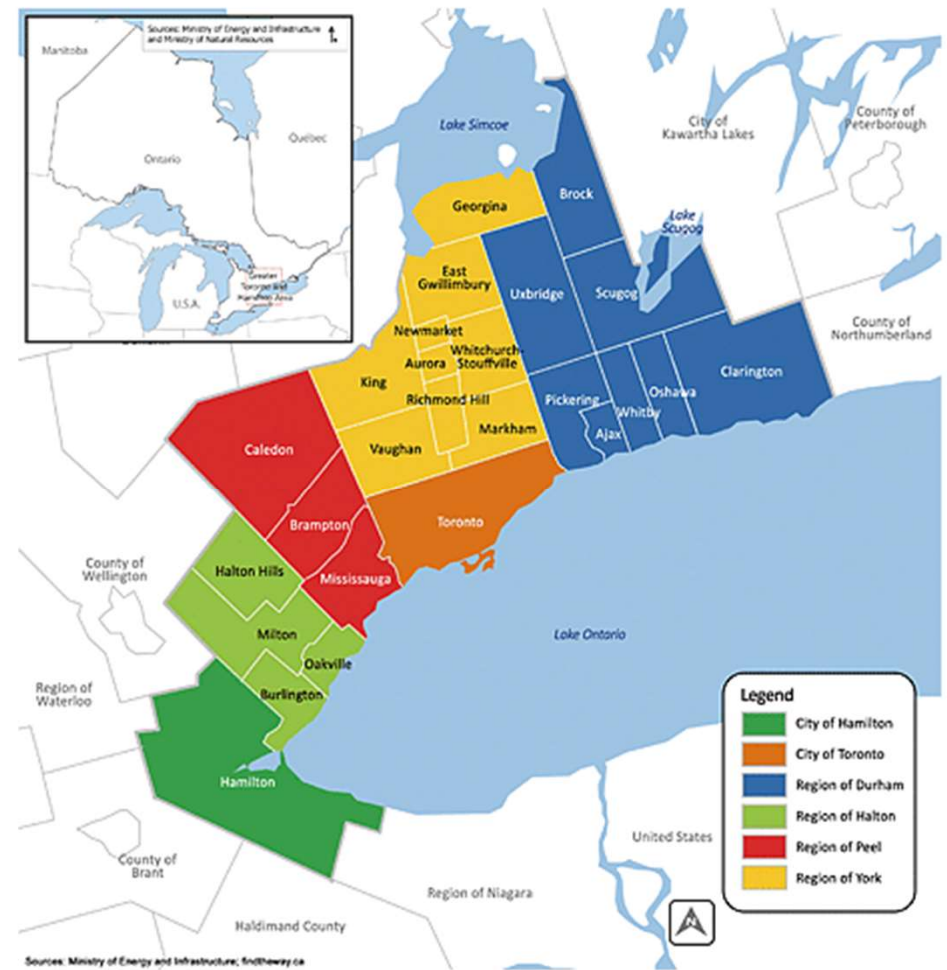 Sources: Ministry of Energy and Infrastructure
and Ministry of Natural Resources
Manitoba
Ontario
Quebec
U.S.A.
Greater
Toronto and
Hamilton Area
Lake Simcoe
City of
Kawartha Lakes
County of
Peterborough
Georgina
Brock
Lake
Scugog
East
Gwillimbury
Uxbridge
Scugog
County of
Northumberland
Newmarket
Whitchurch-
Stouffville
Aurora
King
Richmond Hill
Pickering
Oshawa
Clarington
Whitby
Ajax
Markham
Vaughan
Caledon
Brampton
Toronto
Mississauga
Halton Hills
County of
Wellington
Milton
Lake Ontario
Oakville
Burlington
Region of
Waterloo
Hamilton
Legend
City of Hamilton
City of Toronto
Region of Durham
Region of Halton
Region of Peel
Region of York
United States
County of
Brant
Region of Niagara
Haldimand County
N
Sources: Ministry of Energy and Infrastructure; findtheway.ca